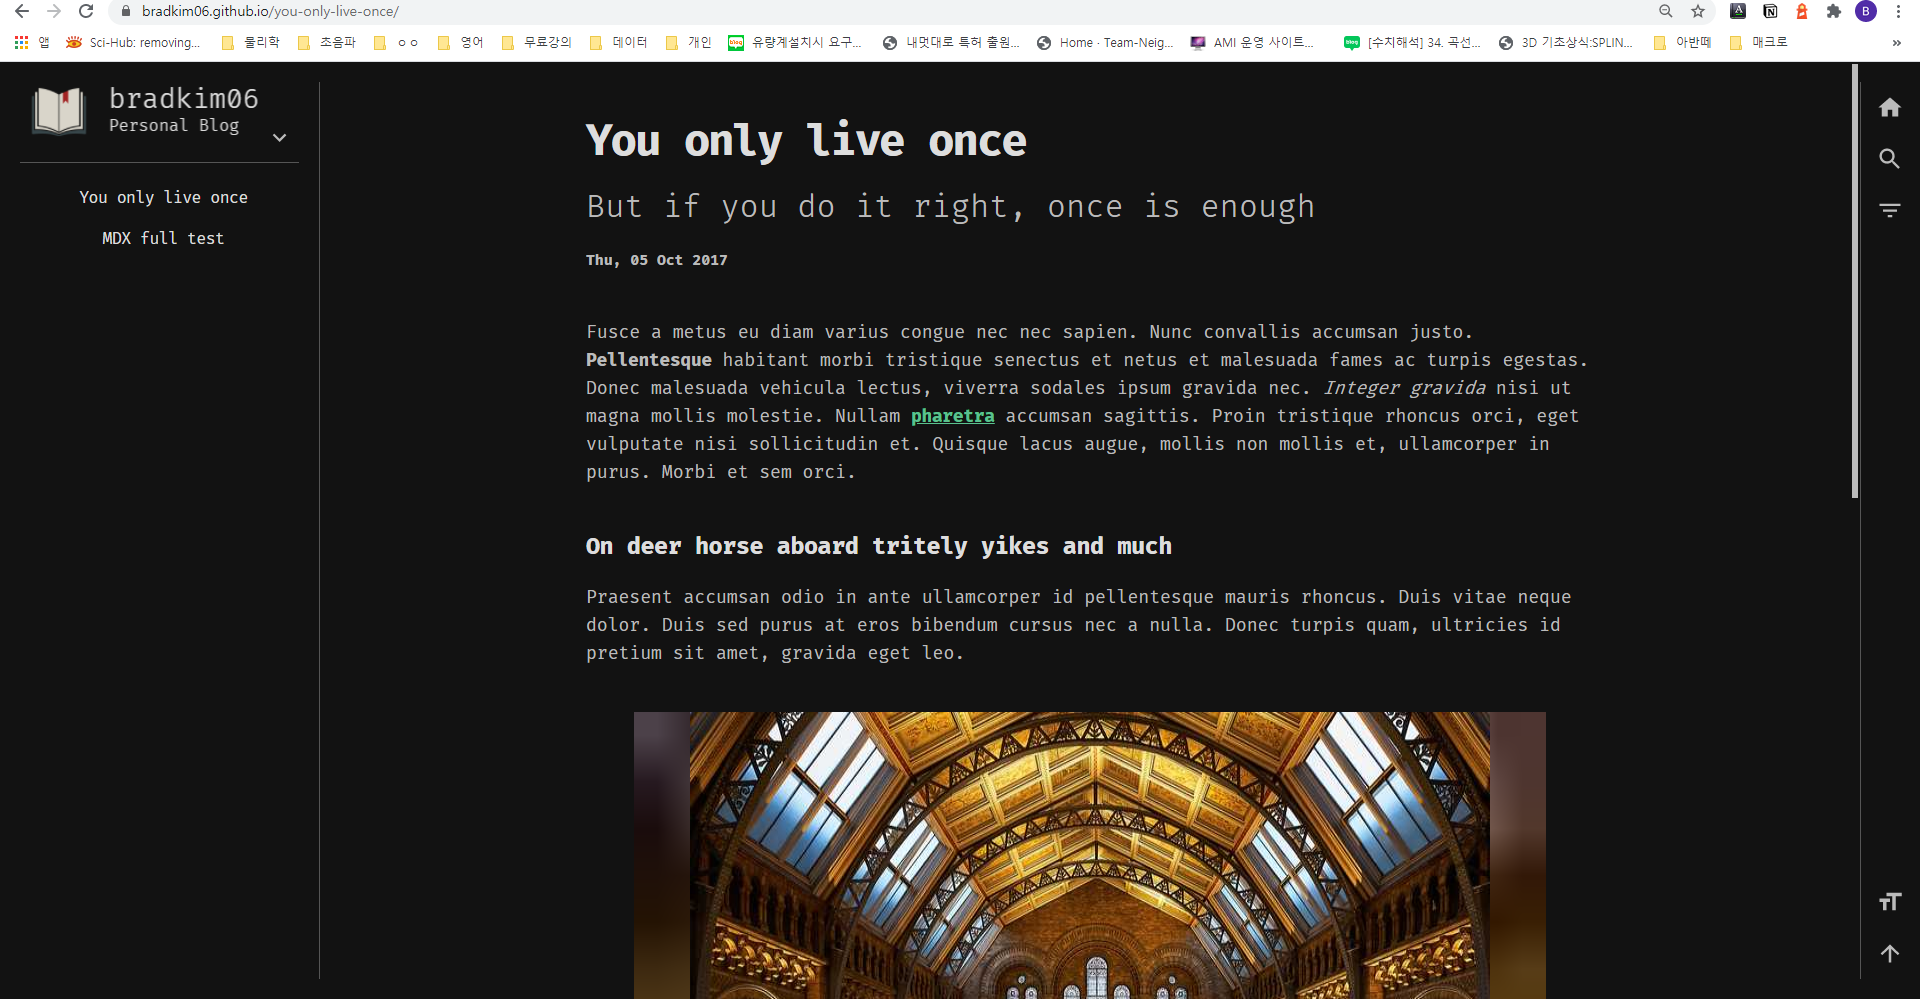 bradkim06.github.io/you-only-live-once/
B
앱
Sci-Hub: removing...
물리학
초음파
ㅇㅇ
영어
무료강의
데이터
개인
유량계설치시 요구...
내멋대로 특허 출원...
Home · Team-Neig...
AMI 운영 사이트...
[수치해석] 34. 곡선...
3D 기초상식:SPLIN...
아반떼
매크로
»
bradkim06
Personal Blog
You only live once
MDX full test
You only live once
But if you do it right, once is enough
Thu, 05 Oct 2017
Fusce a metus eu diam varius congue nec nec sapien. Nunc convallis accumsan justo.
Pellentesque habitant morbi tristique senectus et netus et malesuada fames ac turpis egestas.
Donec malesuada vehicula lectus, viverra sodales ipsum gravida nec. Integer gravida nisi ut
magna mollis molestie. Nullam pharetra accumsan sagittis. Proin tristique rhoncus orci, eget
vulputate nisi sollicitudin et. Quisque lacus augue, mollis non mollis et, ullamcorper in
purus. Morbi et sem orci.
On deer horse aboard tritely yikes and much
Praesent accumsan odio in ante ullamcorper id pellentesque mauris rhoncus. Duis vitae neque
dolor. Duis sed purus at eros bibendum cursus nec a nulla. Donec turpis quam, ultricies id
pretium sit amet, gravida eget leo.